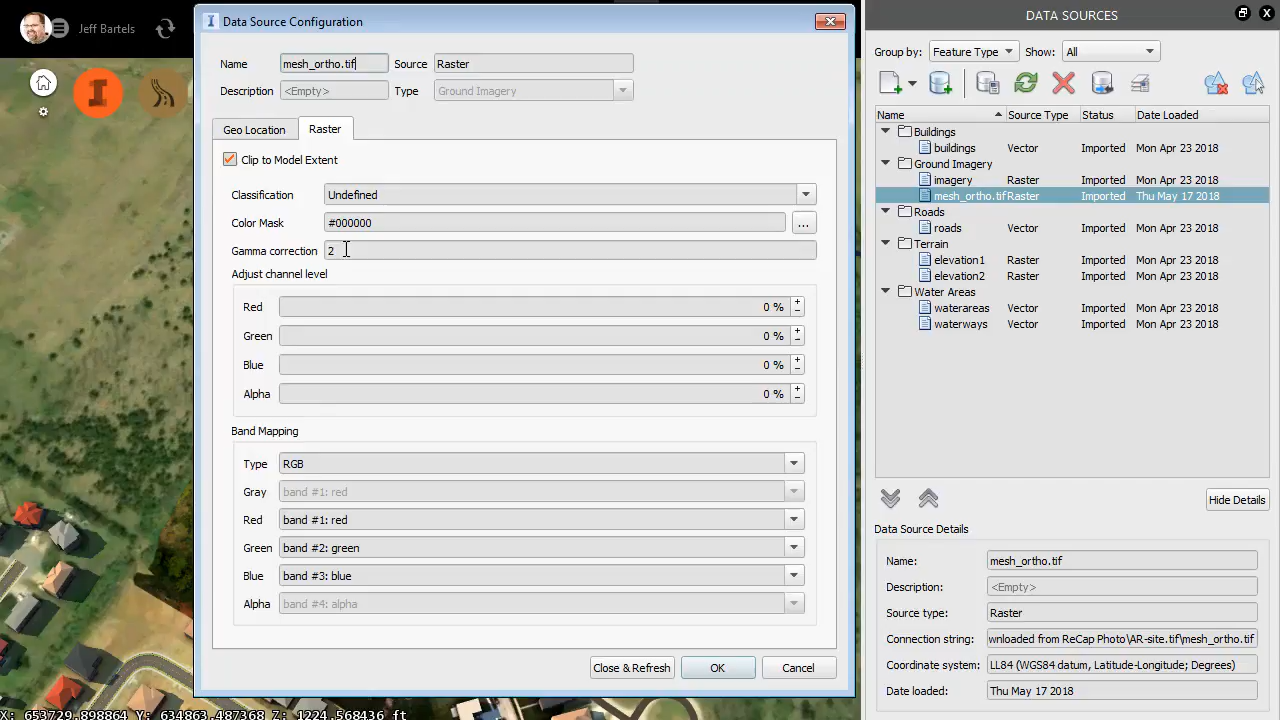 Jeff Bartels
Data Source Configuration
Name mesh_ortho.tif Source Raster
Description <Empty> Type Ground Imagery
Geo Location Raster
Clip to Model Extent
Classification Undefined
Color Mask #000000 ...
Gamma correction 2
Adjust channel level
Red 0 %
Green 0 %
Blue 0 %
Alpha 0 %
Band Mapping
Type RGB
Gray band #1: red
Red band #1: red
Green band #2: green
Blue band #3: blue
Alpha band #4: alpha
Close & Refresh OK Cancel
X: 653729.898864 Y: 634863.487368 Z: 1224.568436 ft
DATA SOURCES
Group by: Feature Type Show: All
Name Source Type Status Date Loaded
Buildings
buildings Vector Imported Mon Apr 23 2018
Ground Imagery
imagery Raster Imported Mon Apr 23 2018
mesh_ortho.tif Raster Imported Thu May 17 2018
Roads
roads Vector Imported Mon Apr 23 2018
Terrain
elevation1 Raster Imported Mon Apr 23 2018
elevation2 Raster Imported Mon Apr 23 2018
Water Areas
waterareas Vector Imported Mon Apr 23 2018
waterways Vector Imported Mon Apr 23 2018
Hide Details
Data Source Details
Name: mesh_ortho.tif
Description: <Empty>
Source type: Raster
Connection string: wnloaded from ReCap Photo\AR-site.tif\mesh_ortho.tif
Coordinate system: LL84 (WGS84 datum, Latitude-Longitude; Degrees)
Date loaded: Thu May 17 2018